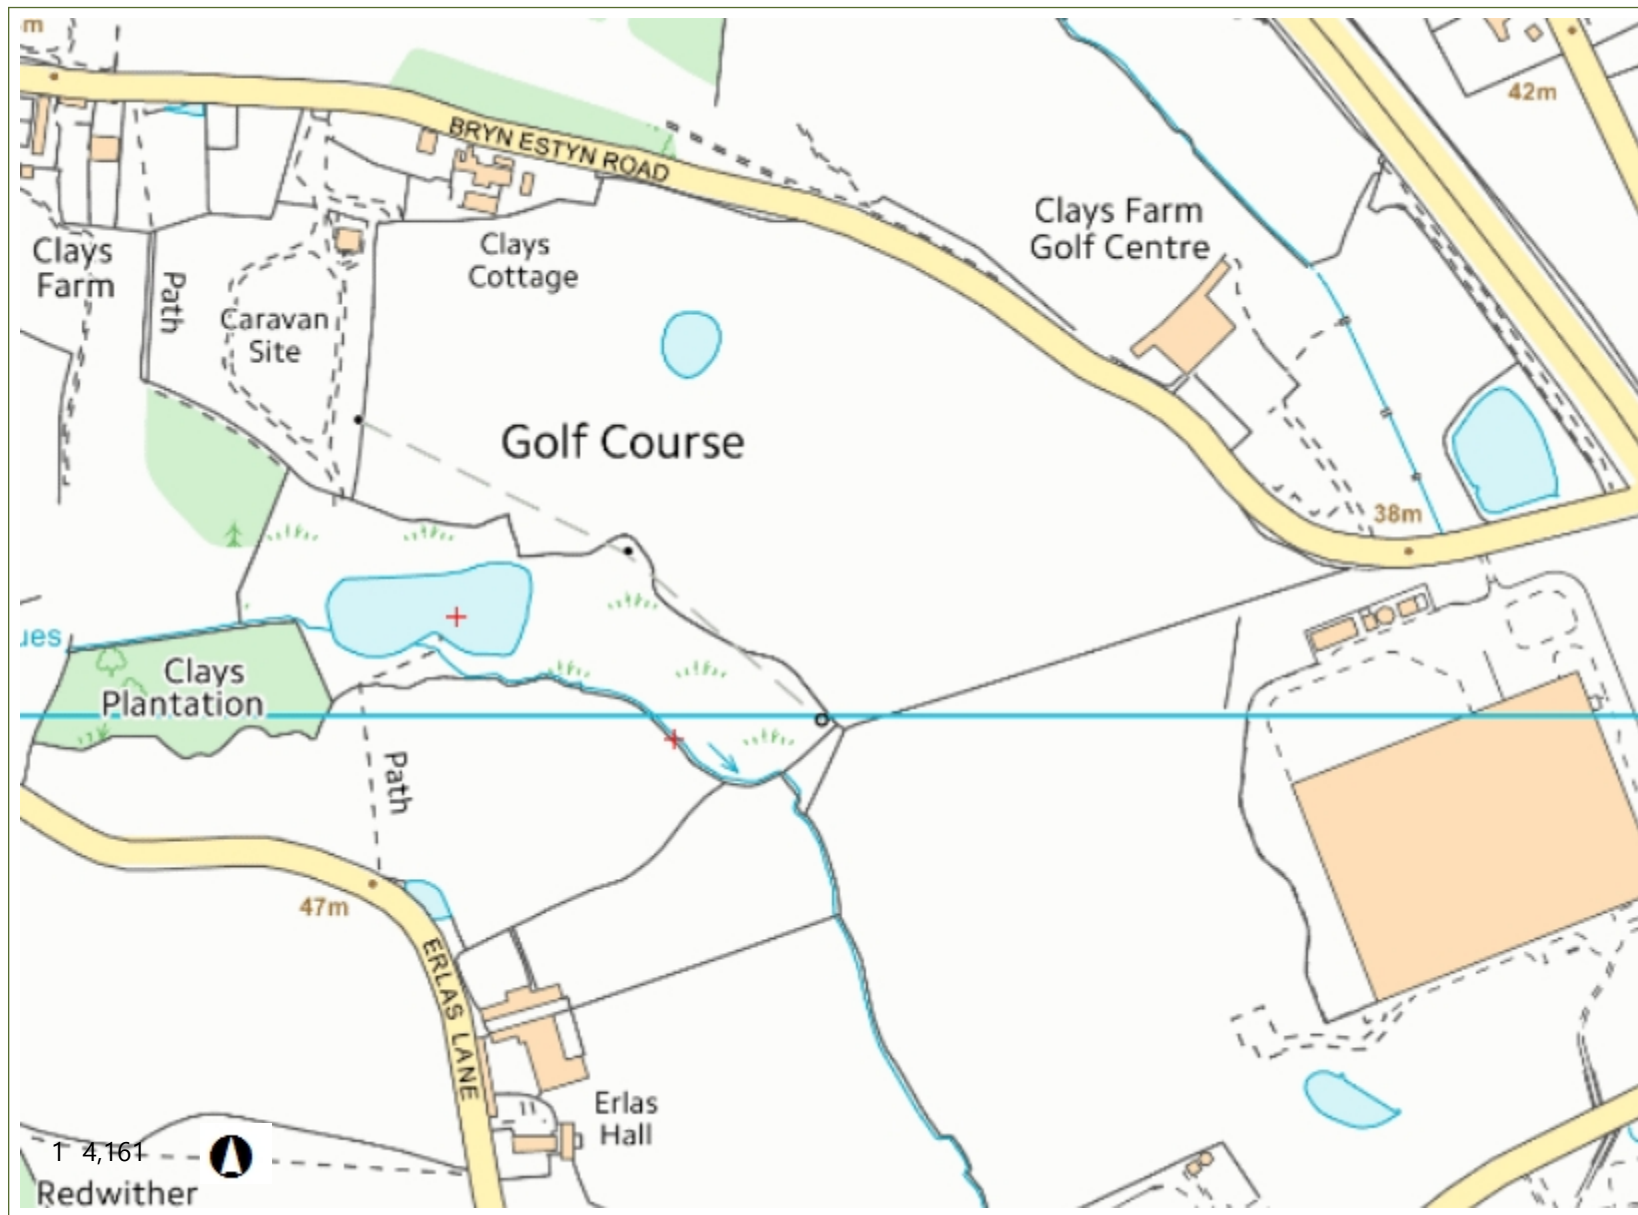 m
42m
BRYN ESTYN ROAD
Clays Farm
Golf Centre
Clays
Farm
Path
Clays
Cottage
Caravan
Site
Golf Course
38m
ues
Clays
Plantation
Path
47m
ERLAS LANE
Erlas
Hall
1 4,161
Redwither